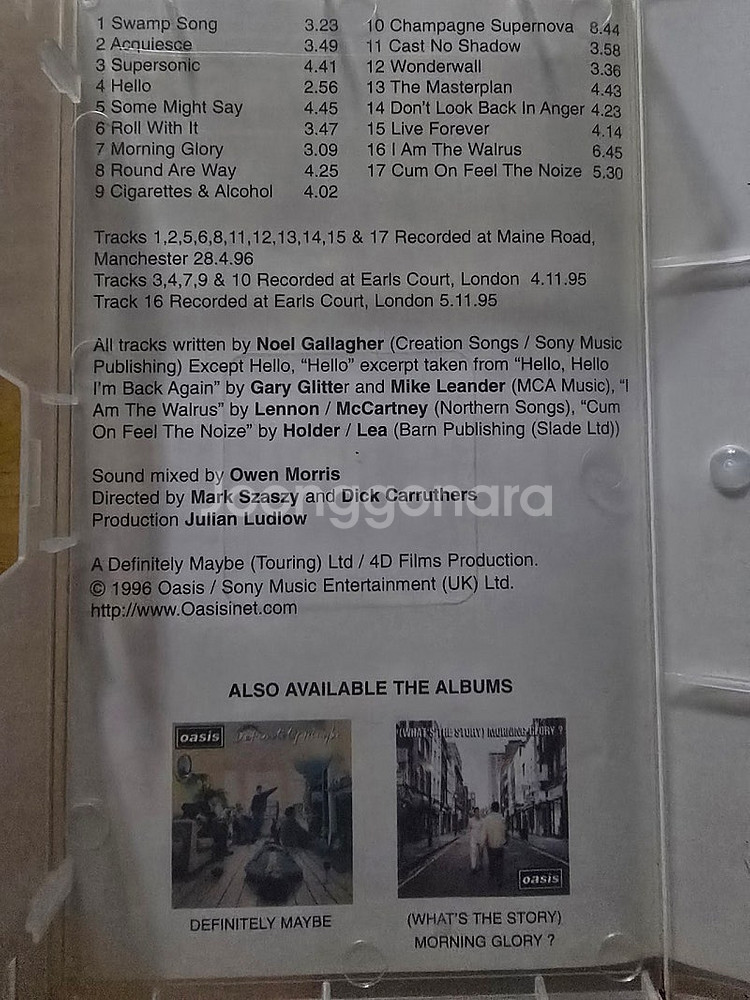 1 Swamp Song 3.23
2 Acquiesce 3.49
3 Supersonic 4.41
4 Hello 2.56
5 Some Might Say 4.45
6 Roll With It 3.47
7 Morning Glory 3.09
8 Round Are Way 4.25
9 Cigarettes & Alcohol 4.02
10 Champagne Supernova 8.44
11 Cast No Shadow 3.58
12 Wonderwall 3.36
13 The Masterplan 4.43
14 Don't Look Back In Anger 4.23
15 Live Forever 4.14
16 I Am The Walrus 6.45
17 Cum On Feel The Noize 5.30
Tracks 1,2,5,6,8,11,12,13,14,15 & 17 Recorded at Maine Road,
Manchester 28.4.96
Tracks 3,4,7,9 & 10 Recorded at Earls Court, London 4.11.95
Track 16 Recorded at Earls Court, London 5.11.95
All tracks written by Noel Gallagher (Creation Songs / Sony Music
Publishing) Except Hello, “Hello” excerpt taken from “Hello, Hello
I'm Back Again” by Gary Glitter and Mike Leander (MCA Music), “I
Am The Walrus” by Lennon / McCartney (Northern Songs), “Cum
On Feel The Noize” by Holder / Lea (Barn Publishing (Slade Ltd))
Sound mixed by Owen Morris
Directed by Mark Szaszy and Dick Carruthers
Production Julian Ludlow
joonggonara
A Definitely Maybe (Touring) Ltd / 4D Films Production.
© 1996 Oasis / Sony Music Entertainment (UK) Ltd.
http://www.Oasisinet.com
ALSO AVAILABLE THE ALBUMS
oasis Definitely Maybe
(WHAT'S THE STORY) MORNING GLORY ?
oasis
DEFINITELY MAYBE
(WHAT'S THE STORY)
MORNING GLORY ?